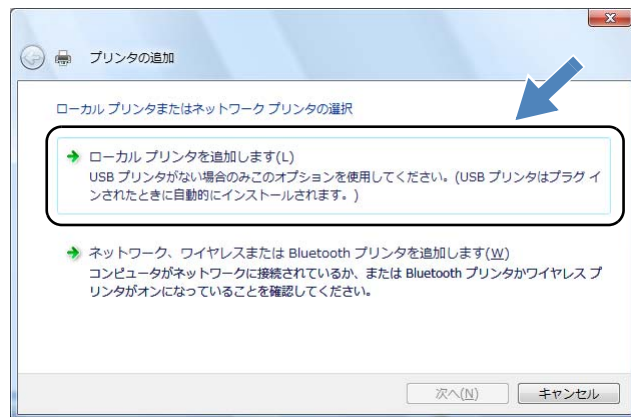 プリンタの追加
ローカル プリンタまたはネットワーク プリンタの選択
ローカル プリンタを追加します(L)
USB プリンタがない場合のみこのオプションを使用してください。(USB プリンタはプラグ イ
ンされたときに自動的にインストールされます。)
ネットワーク、ワイヤレスまたは Bluetooth プリンタを追加します(W)
コンピュータがネットワークに接続されているか、または Bluetooth プリンタかワイヤレス プ
リンタがオンになっていることを確認してください。
次へ(N)
キャンセル